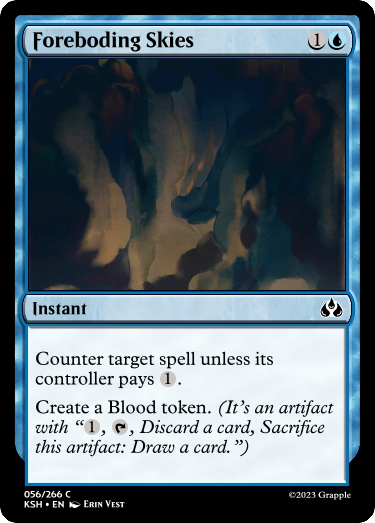 Foreboding Skies 1
Instant
Counter target spell unless its
controller pays 1.
Create a Blood token. (It's an artifact
with “1, , Discard a card, Sacrifice
this artifact: Draw a card.”)
056/266 C
KSH • EN Erin Vest
©2023 Grapple